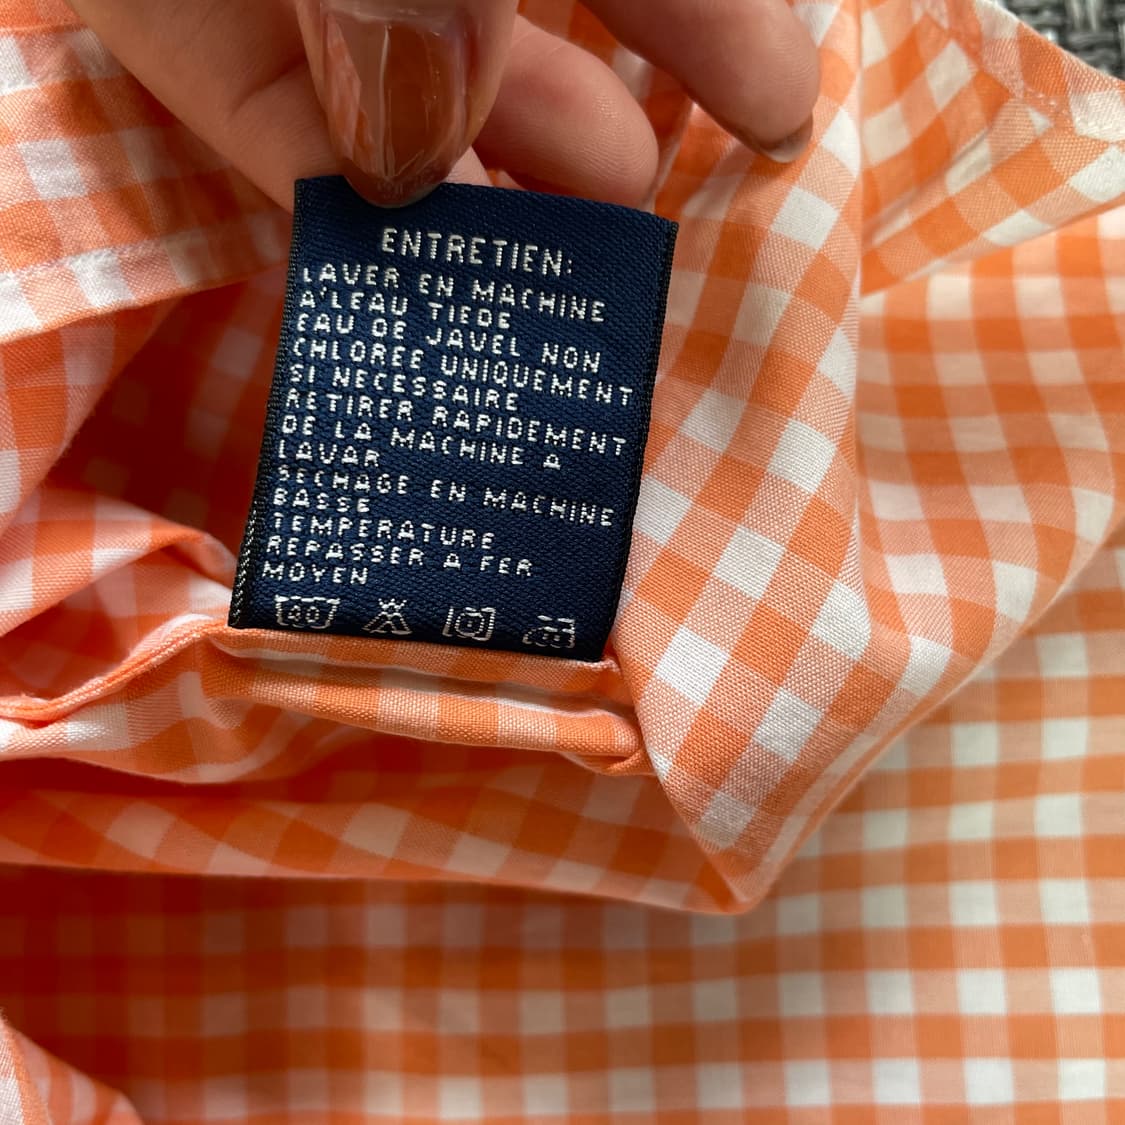 ENTRETIEN:
LAVER EN MACHINE
A'LEAU TIEDE
EAU DE JAVEL NON
CHLOREE UNIQUEMENT
SI NECESSAIRE
RETIRER RAPIDEMENT
DE LA MACHINE A
LAVAR
SECHAGE EN MACHINE
BASSE
TEMPERATURE
REPASSER A FER
MOYEN
40